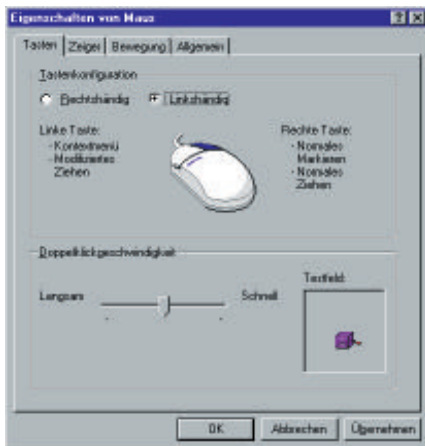 Eigenschaften von Maus
Tasten Zeiger Bewegung Allgemein
Tastenkonfiguration
Rechtshändig Linkshändig
Linke Taste:
- Kontextmenü
- Modifiziertes
Ziehen
Rechte Taste:
- Normales
Markieren
- Normales
Ziehen
Doppelklickgeschwindigkeit
Langsam Schnell
Testfeld:
OK Abbrechen Übernehmen